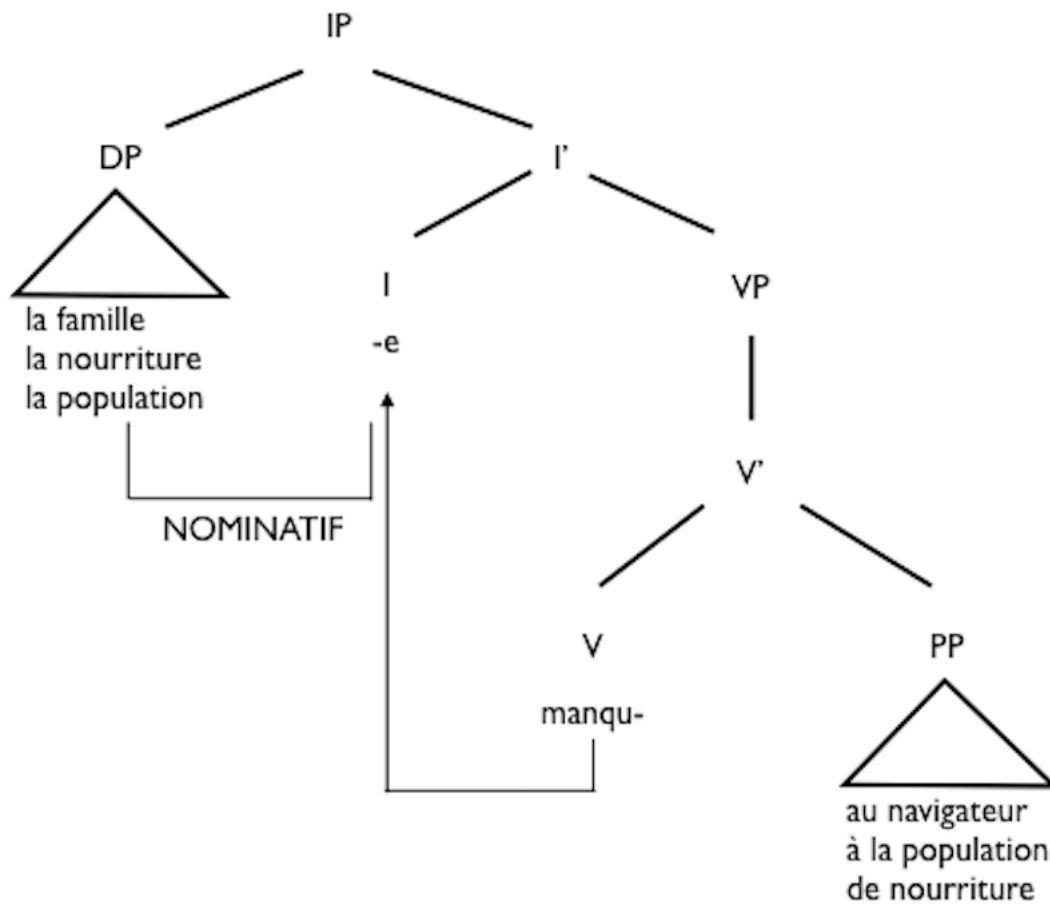 IP
DP
I'
la famille
la nourriture
la population
I
-e
VP
NOMINATIF
V'
V
manqu-
PP
au navigateur
à la population
de nourriture